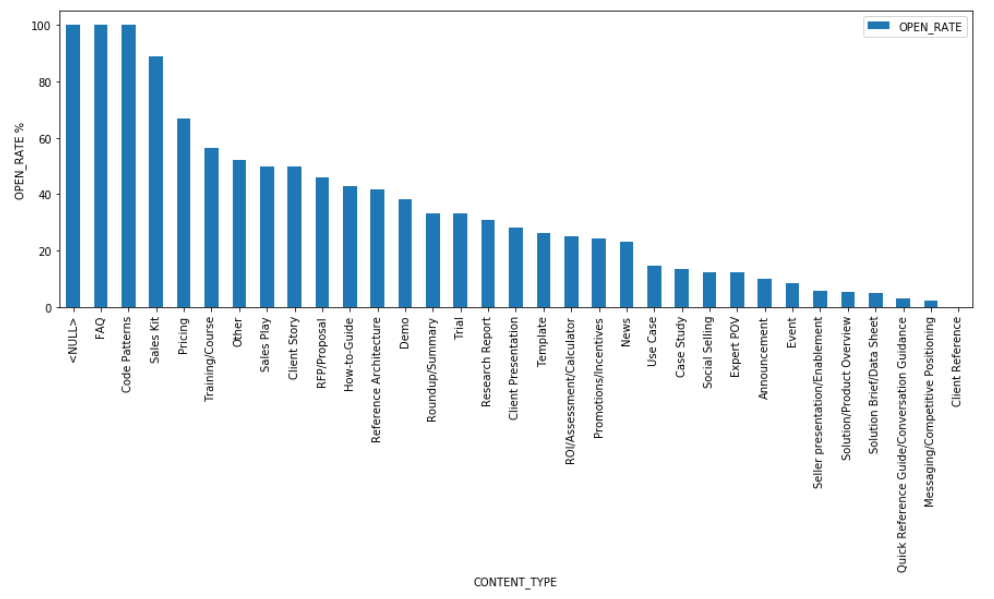 OPEN_RATE
100
80
60
40
20
0
OPEN_RATE %
<NULL>
FAQ
Code Patterns
Sales Kit
Pricing
Training/Course
Other
Sales Play
Client Story
RFP/Proposal
How-to-Guide
Reference Architecture
Demo
Roundup/Summary
Trial
Research Report
Client Presentation
Template
ROI/Assessment/Calculator
Promotions/Incentives
News
Use Case
Case Study
Social Selling
Expert POV
Announcement
Event
Seller presentation/Enablement
Solution/Product Overview
Solution Brief/Data Sheet
Quick Reference Guide/Conversation Guidance
Messaging/Competitive Positioning
Client Reference
CONTENT_TYPE